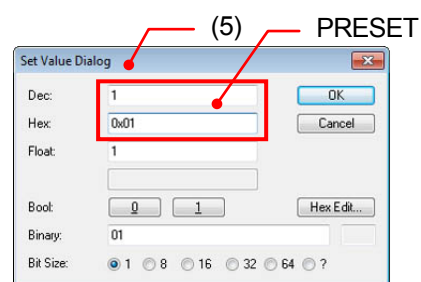 (5) PRESET
Set Value Dialog
Dec: 1 OK
Hex: 0x01 Cancel
Float: 1
Bool: 0 1 Hex Edit...
Binary: 01
Bit Size: 1 8 16 32 64 ?